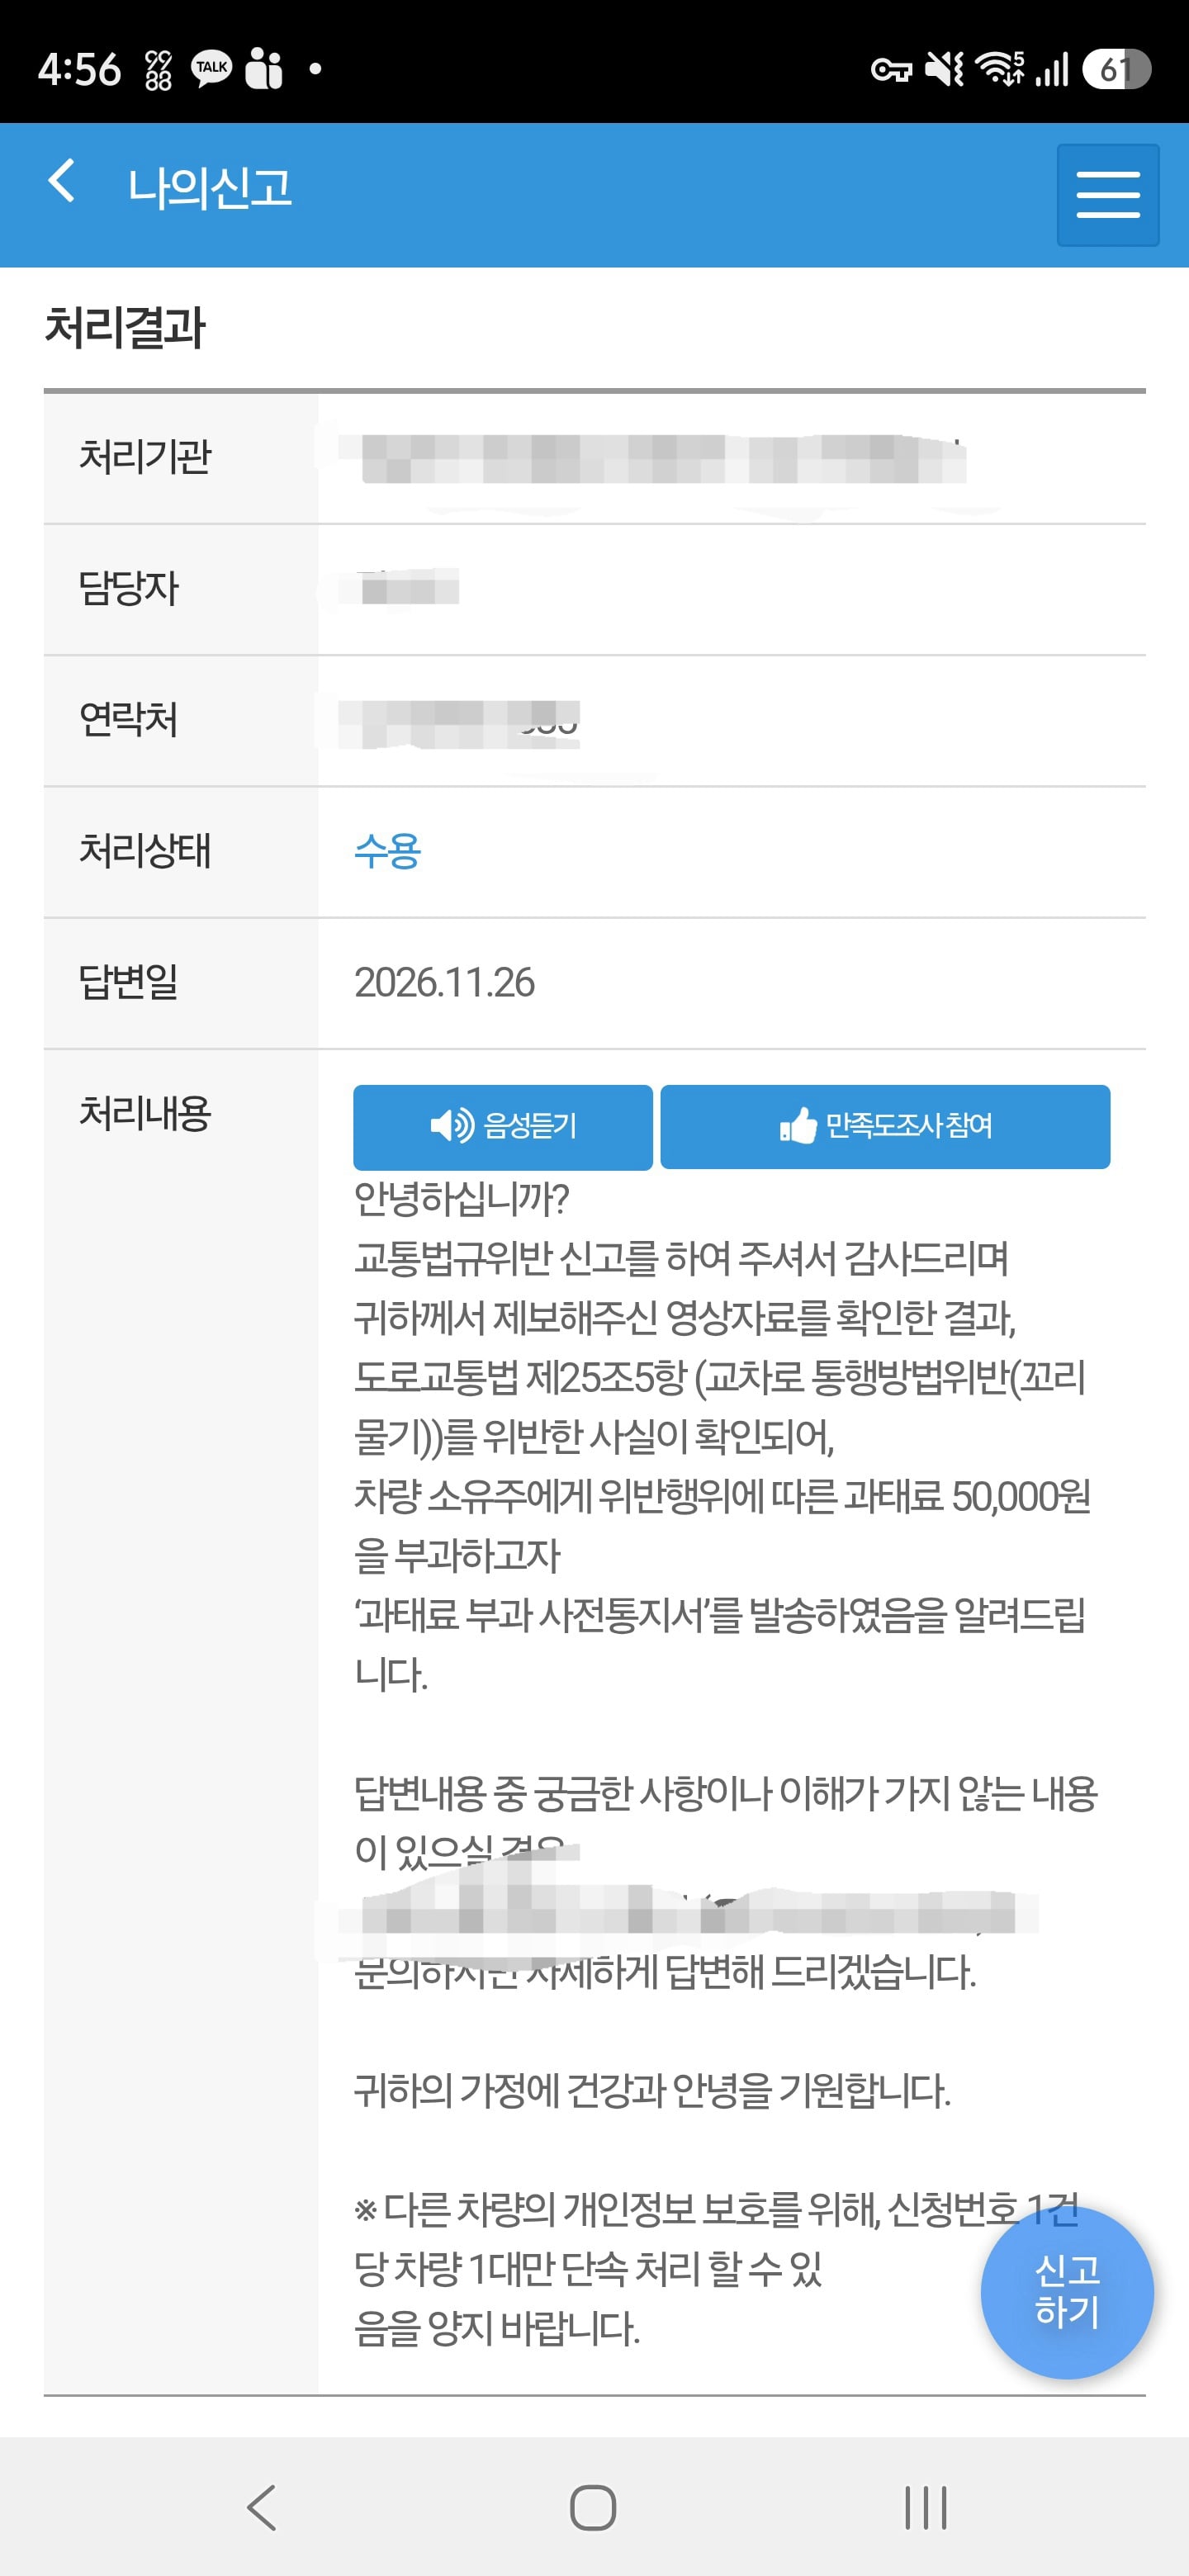 4:56
99
88
TALK
5
61
나의신고
처리결과
처리기관
담당자
연락처
처리상태
수용
답변일
2026.11.26
처리내용
음성듣기
만족도조사 참여
안녕하십니까?
교통법규위반 신고를 하여 주셔서 감사드리며
귀하께서 제보해주신 영상자료를 확인한 결과,
도로교통법 제25조5항 (교차로 통행방법위반(꼬리
물기))를 위반한 사실이 확인되어,
차량 소유주에게 위반행위에 따른 과태료 50,000원
을 부과하고자
‘과태료 부과 사전통지서’를 발송하였음을 알려드립
니다.
답변내용 중 궁금한 사항이나 이해가 가지 않는 내용
이 있으실 경우
문의하시면 자세하게 답변해 드리겠습니다.
귀하의 가정에 건강과 안녕을 기원합니다.
※ 다른 차량의 개인정보 보호를 위해, 신청번호 1건
당 차량 1대만 단속 처리 할 수 있
음을 양지 바랍니다.
신고
하기